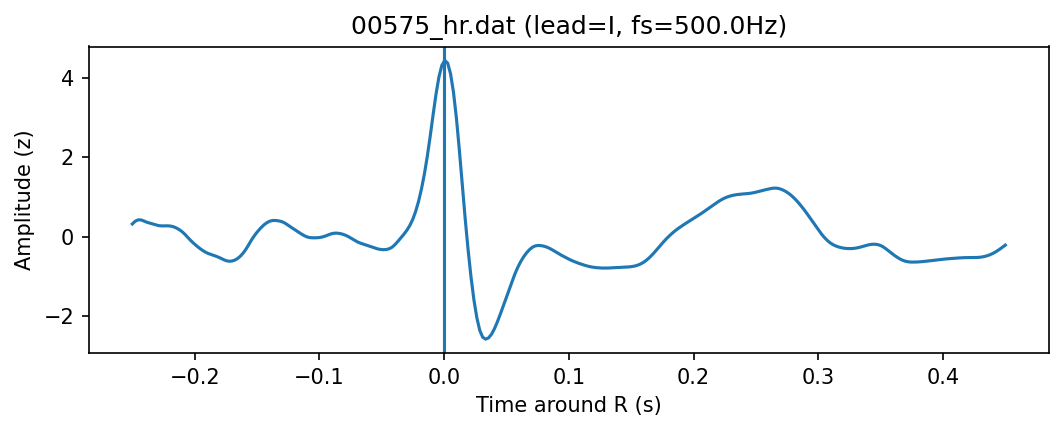 00575_hr.dat (lead=I, fs=500.0Hz)
Amplitude (z)
4
2
0
−2
−0.2 −0.1 0.0 0.1 0.2 0.3 0.4
Time around R (s)